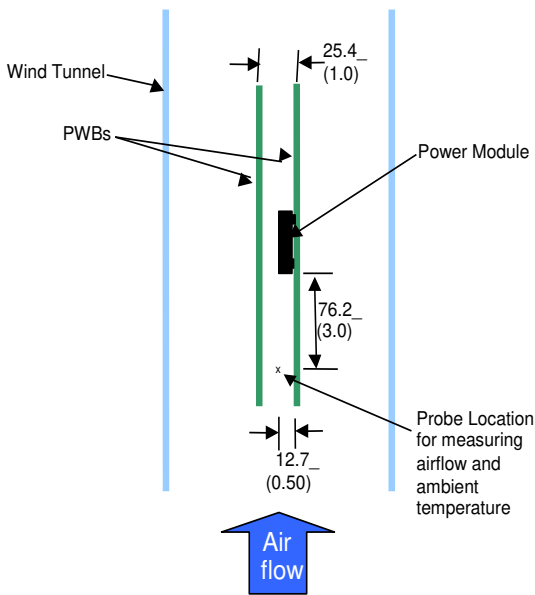 25.4_
(1.0)
Wind Tunnel
PWBs
Power Module
76.2_
(3.0)
x
Probe Location
for measuring
airflow and
ambient
temperature
12.7_
(0.50)
Air
flow